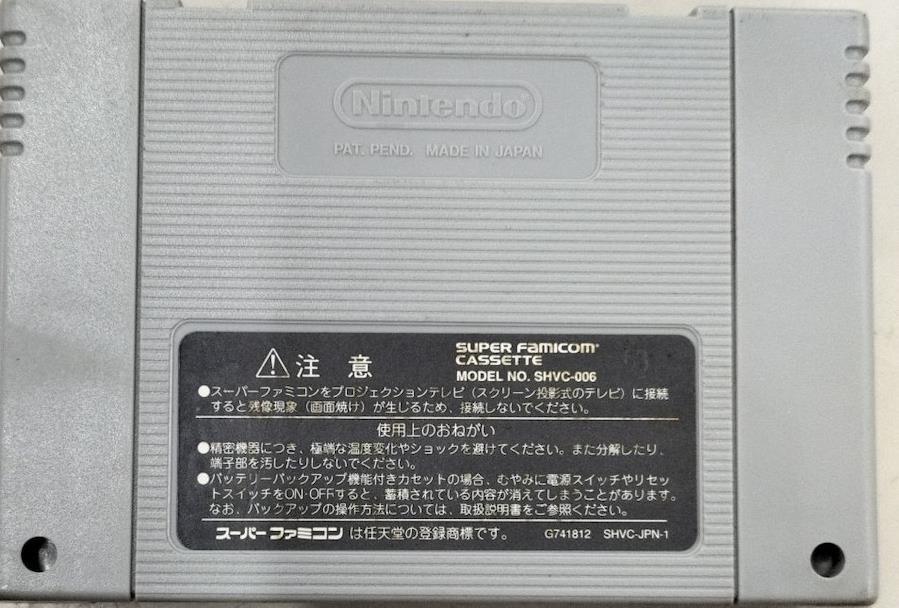 Nintendo
PAT. PEND. MADE IN JAPAN
注 意
SUPER FAMICOM
CASSETTE
MODEL NO. SHVC-006
●スーパーファミコンをプロジェクションテレビ（スクリーン投影式のテレビ）に接続
すると残像現象（画面焼け）が生じるため、接続しないでください。
使用上のおねがい
●精密機器につき、極端な温度変化やショックを避けてください。また分解したり、
端子部を汚したりしないでください。
●バッテリーバックアップ機能付きカセットの場合、むやみに電源スイッチやリセッ
トスイッチをON・OFFすると、蓄積されている内容が消えてしまうことがあります。
なお、バックアップの操作方法については、取扱説明書をご参照ください。
スーパーファミコンは任天堂の登録商標です。
G741812 SHVC-JPN-1